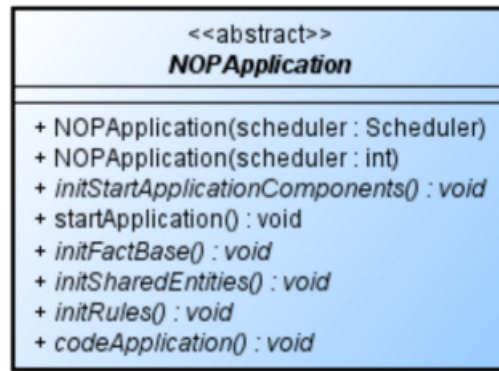 <<abstract>>
NOPApplication
+ NOPApplication(scheduler : Scheduler)
+ NOPApplication(scheduler : int)
+ initStartApplicationComponents() : void
+ startApplication() : void
+ initFactBase() : void
+ initSharedEntities() : void
+ initRules() : void
+ codeApplication() : void